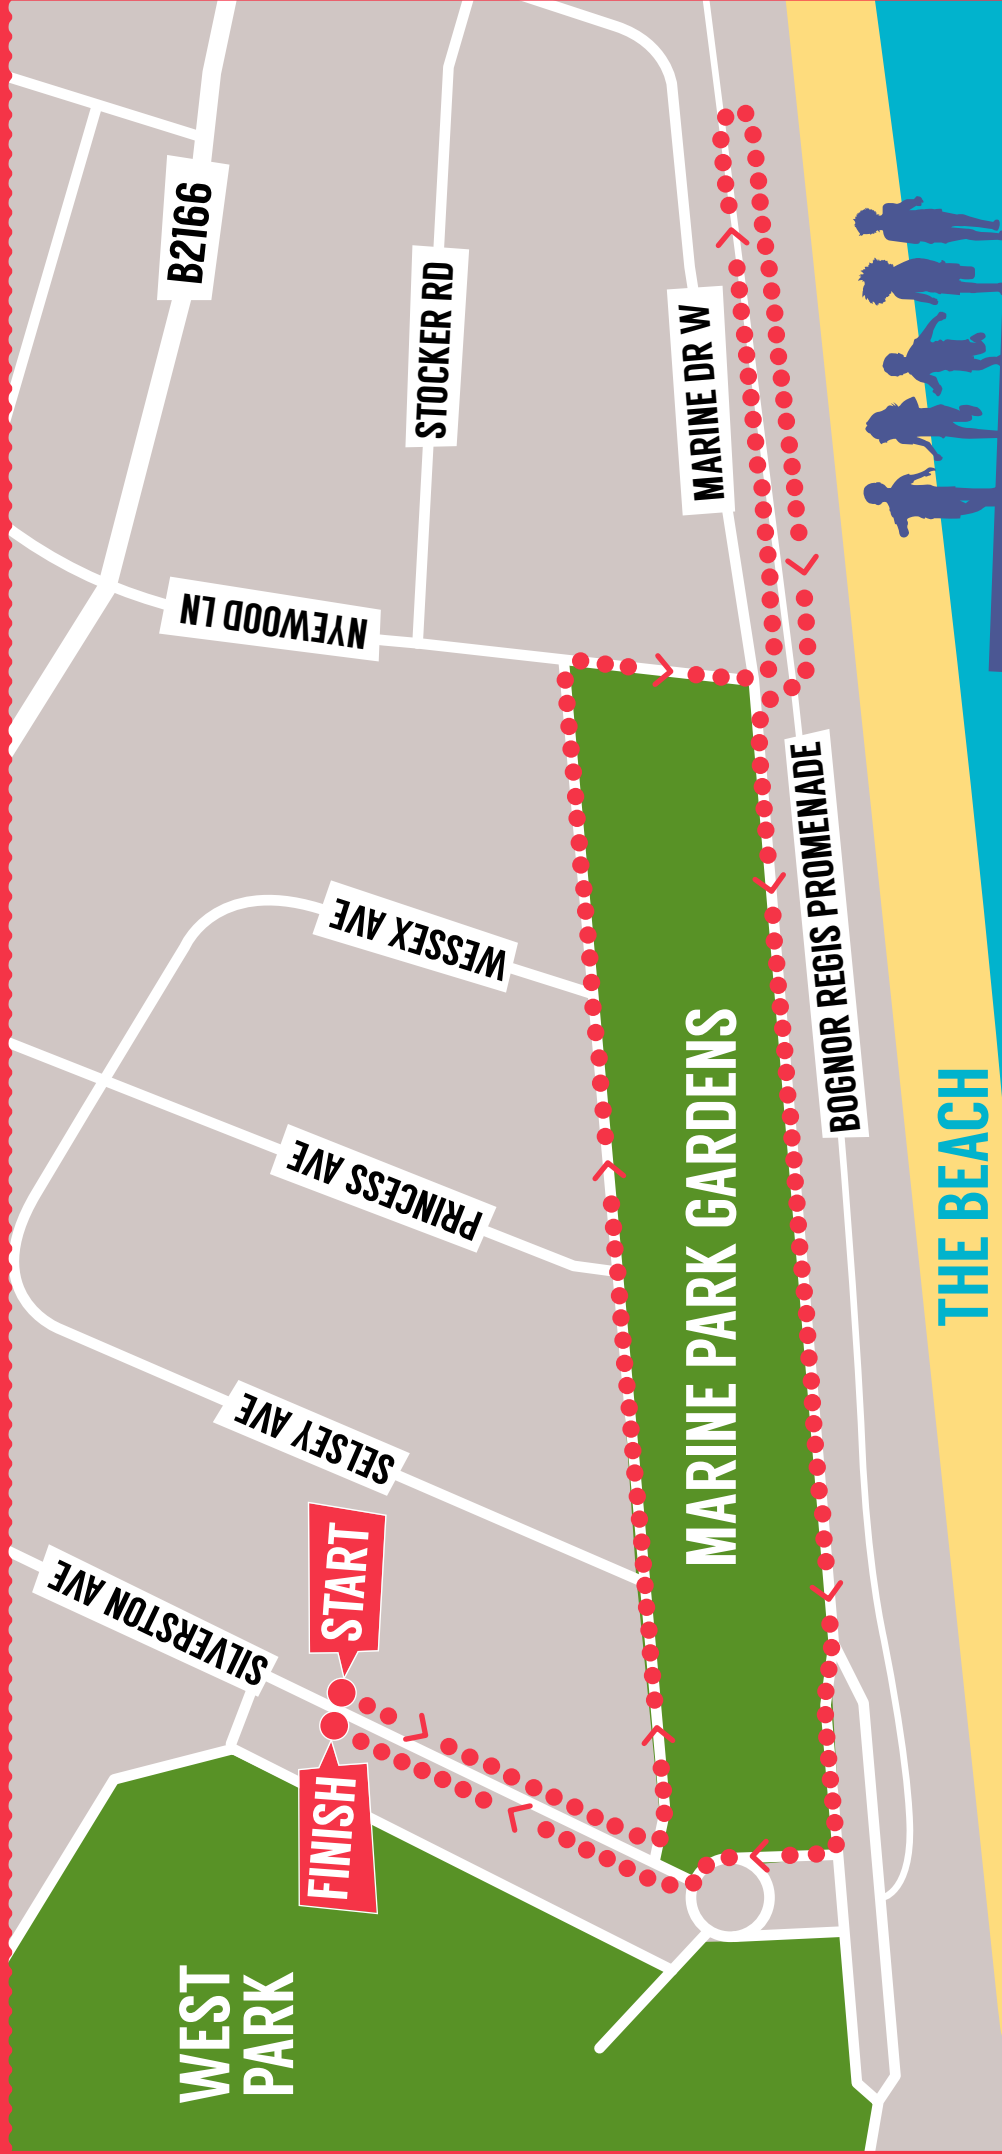 WEST
PARK
FINISH
START
SILVERSTON AVE
SELSEY AVE
PRINCESS AVE
WESSEX AVE
NYEWOOD LN
B2166
STOCKER RD
MARINE DR W
MARINE PARK GARDENS
BOGNOR REGIS PROMENADE
THE BEACH